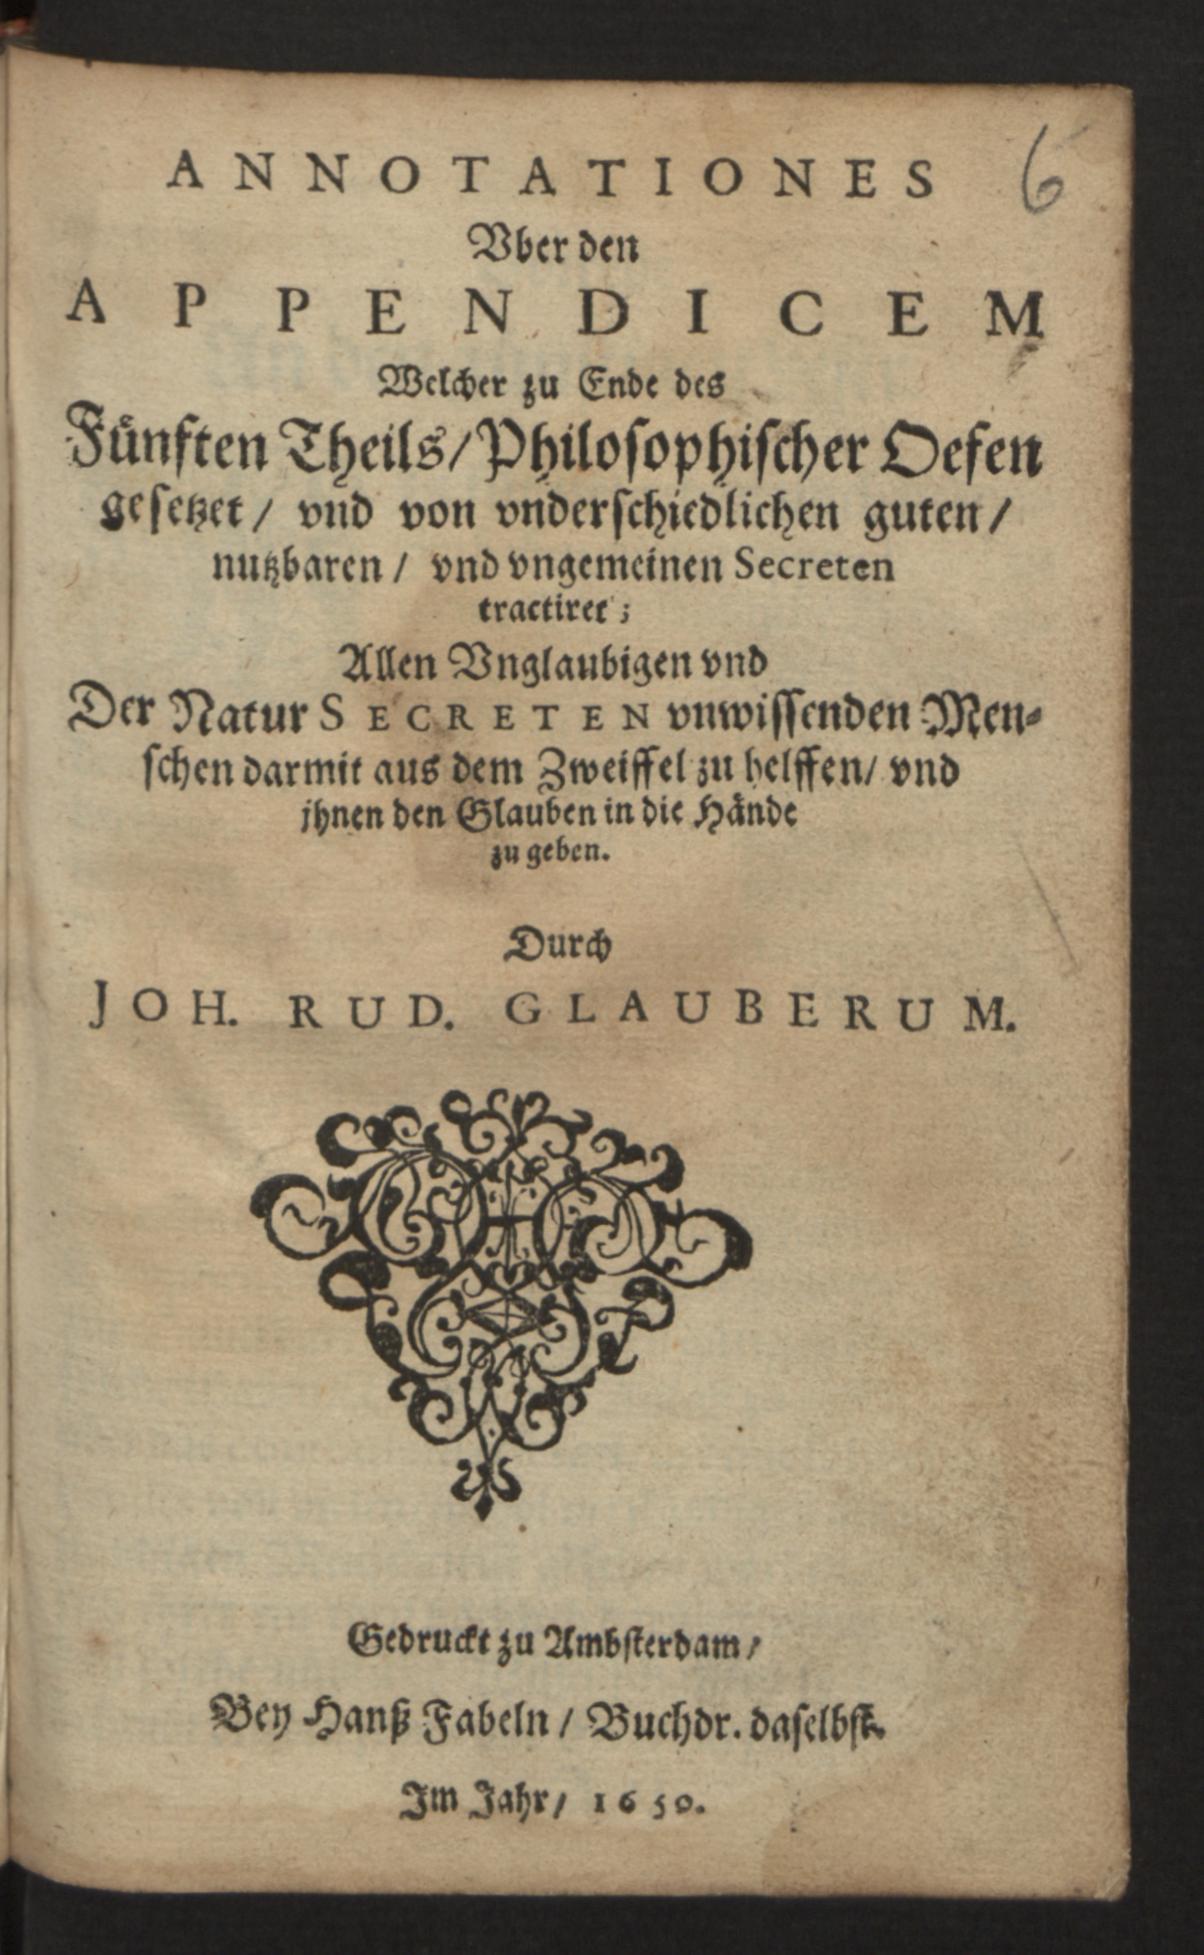 ANNOTATIONES
6
Vber den
APPENDICEM
Welcher zu Ende des
Fünften Theils/ Philosophischer Oefen
gesetzet / vnd von vnderschiedlichen guten /
nutzbaren / vnd vngemeinen Secreten
tractiret ;
Allen Vnglaubigen vnd
Der Natur SECRETEN vnwissenden Men-
schen darmit aus dem Zweiffel zu helffen/ vnd
jhnen den Glauben in die Hände
zu geben.
Durch
JOH. RUD. GLAUBERUM.
Gedruckt zu Ambsterdam /
Bey Hanß Fabeln / Buchdr. daselbst.
Im Jahr / 1650.